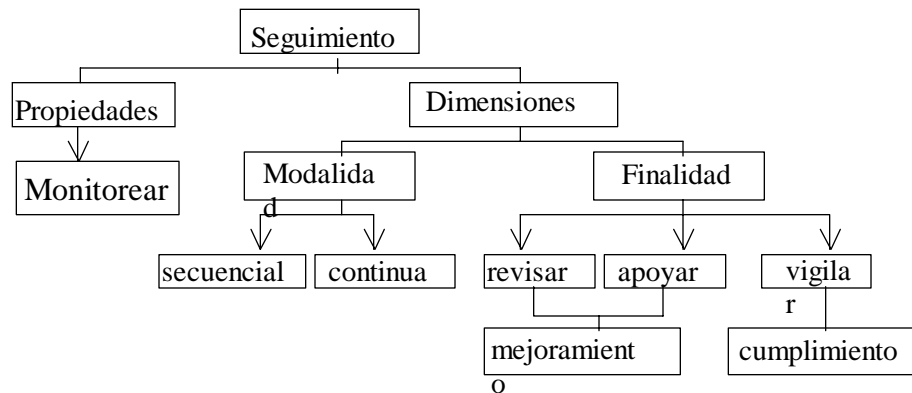 Seguimiento
Propiedades
Dimensiones
Monitorear
Modalida
d
Finalidad
secuencial
continua
revisar
apoyar
vigila
r
mejoramient
o
cumplimiento